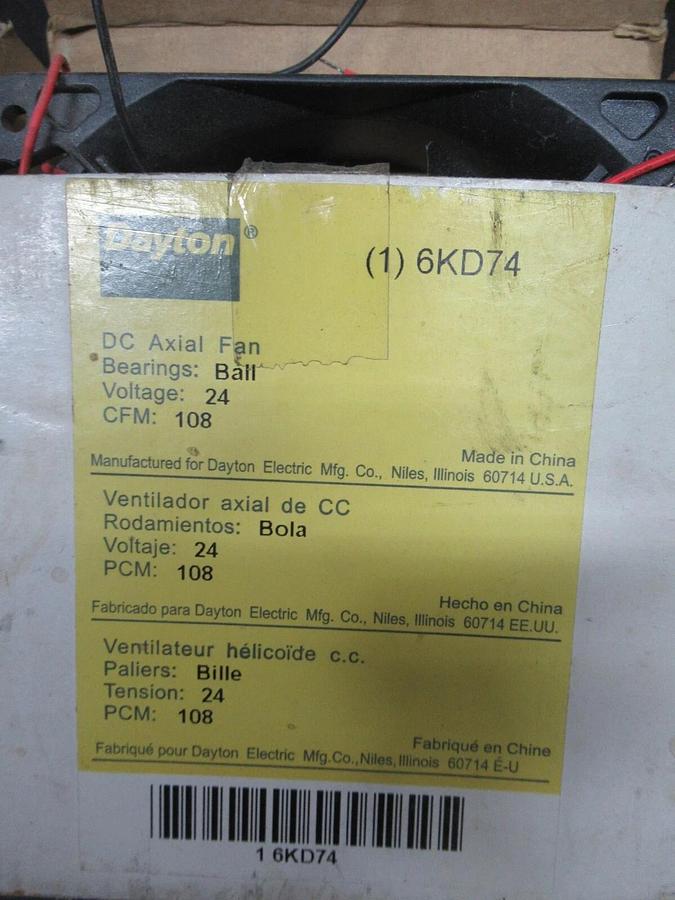 Dayton®
(1) 6KD74
DC Axial Fan
Bearings: Ball
Voltage: 24
CFM: 108
Made in China
Manufactured for Dayton Electric Mfg. Co., Niles, Illinois 60714 U.S.A.
Ventilador axial de CC
Rodamientos: Bola
Voltaje: 24
PCM: 108
Hecho en China
Fabricado para Dayton Electric Mfg. Co., Niles, Illinois 60714 EE.UU.
Ventilateur hélicoïde c.c.
Paliers: Bille
Tension: 24
PCM: 108
Fabriqué en Chine
Fabriqué pour Dayton Electric Mfg.Co.,Niles, Illinois 60714 É-U
1 6KD74